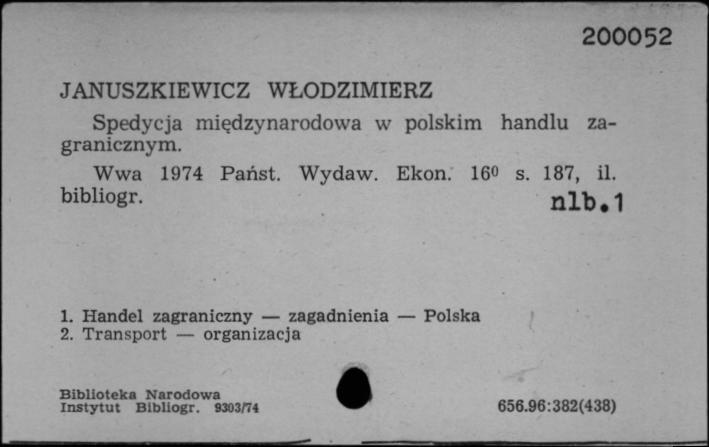 200052
JANUSZKIEWICZ WŁODZIMIERZ
Spedycja międzynarodowa w polskim handlu za-
granicznym.
Wwa 1974 Państ. Wydaw. Ekon. 16⁰ s. 187, il.
bibliogr.
nlb.1
1. Handel zagraniczny — zagadnienia — Polska
2. Transport — organizacja
Biblioteka Narodowa
Instytut Bibliogr. 9303/74
656.96:382(438)